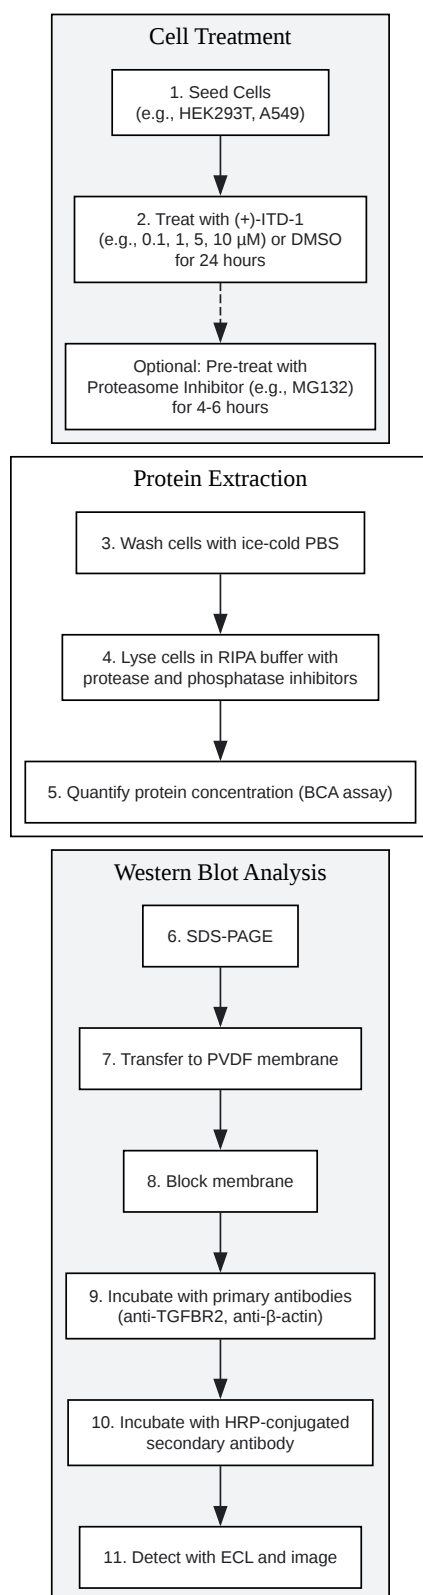 Cell Treatment
1. Seed Cells
(e.g., HEK293T, A549)
2. Treat with (+)-ITD-1
(e.g., 0.1, 1, 5, 10 µM) or DMSO
for 24 hours
Optional: Pre-treat with
Proteasome Inhibitor (e.g., MG132)
for 4-6 hours
Protein Extraction
3. Wash cells with ice-cold PBS
4. Lyse cells in RIPA buffer with
protease and phosphatase inhibitors
5. Quantify protein concentration (BCA assay)
Western Blot Analysis
6. SDS-PAGE
7. Transfer to PVDF membrane
8. Block membrane
9. Incubate with primary antibodies
(anti-TGFBR2, anti-β-actin)
10. Incubate with HRP-conjugated
secondary antibody
11. Detect with ECL and image